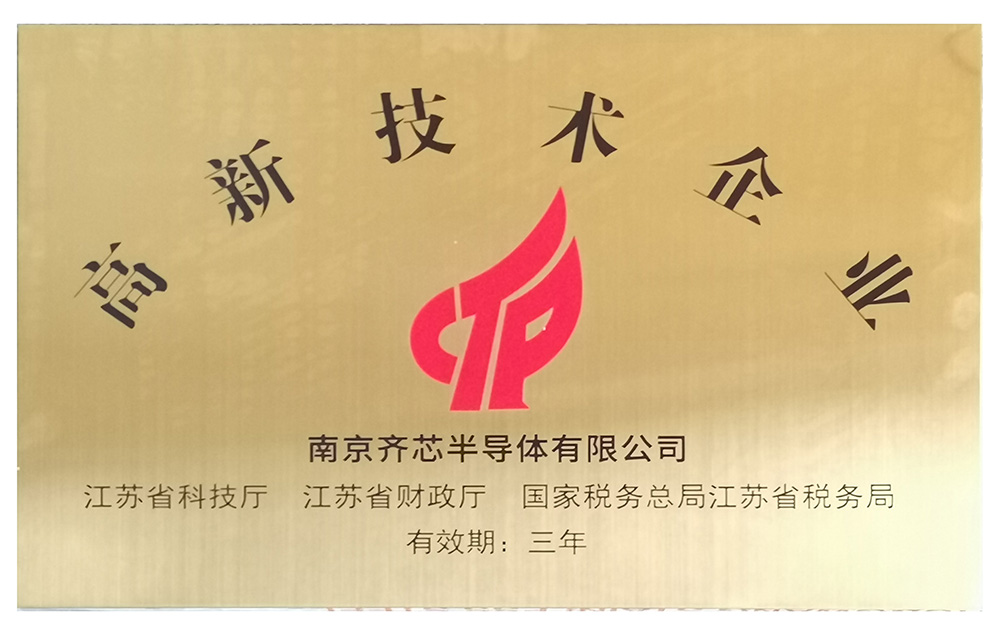 高新技术企业
CTP
南京齐芯半导体有限公司
江苏省科技厅 江苏省财政厅 国家税务总局江苏省税务局
有效期：三年